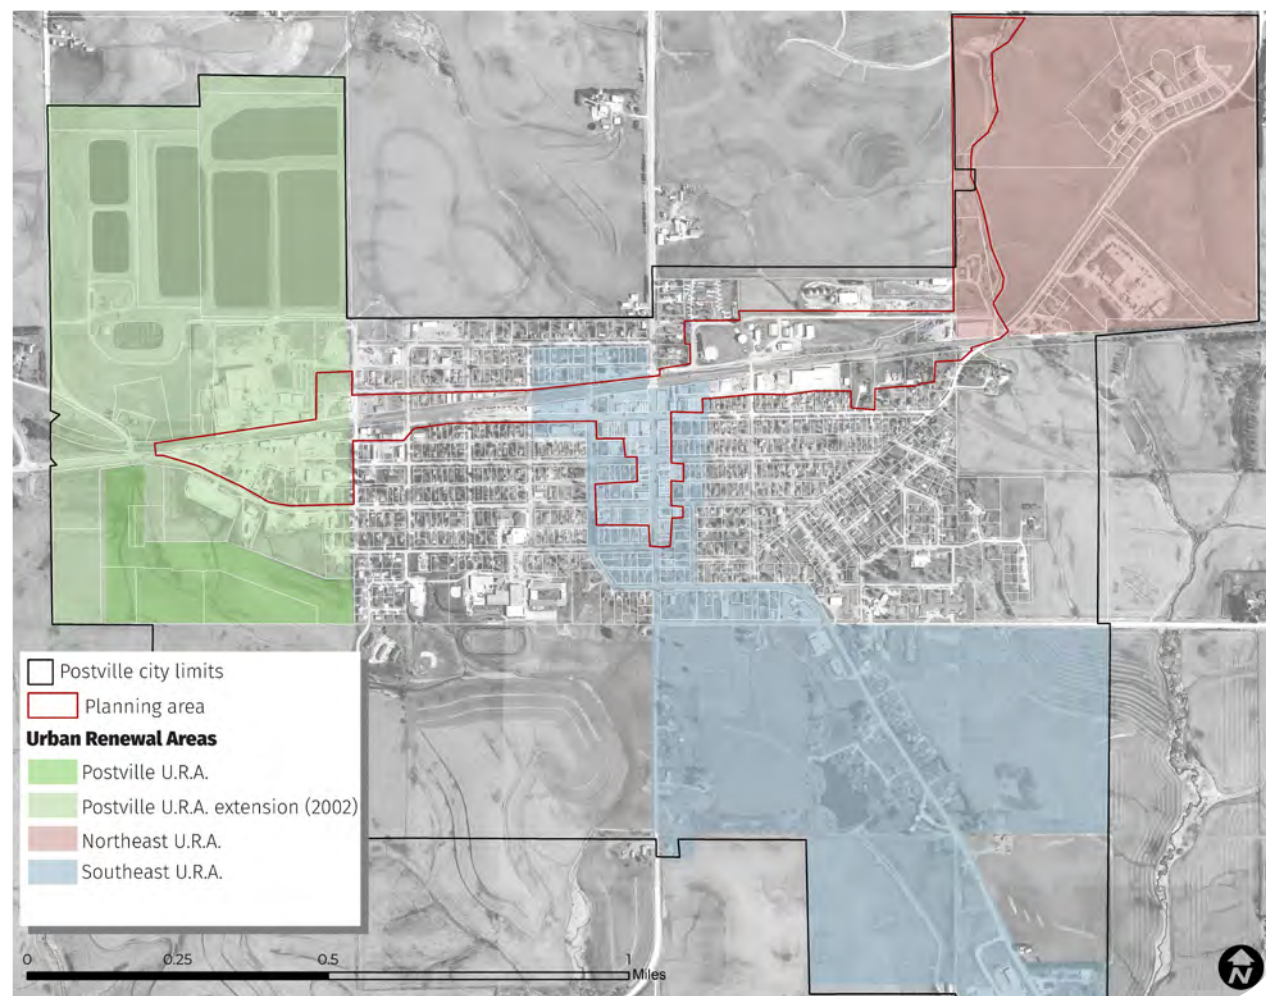 Postville city limits
Planning area
Urban Renewal Areas
Postville U.R.A.
Postville U.R.A. extension (2002)
Northeast U.R.A.
Southeast U.R.A.
0 0.25 0.5 1
Miles
N